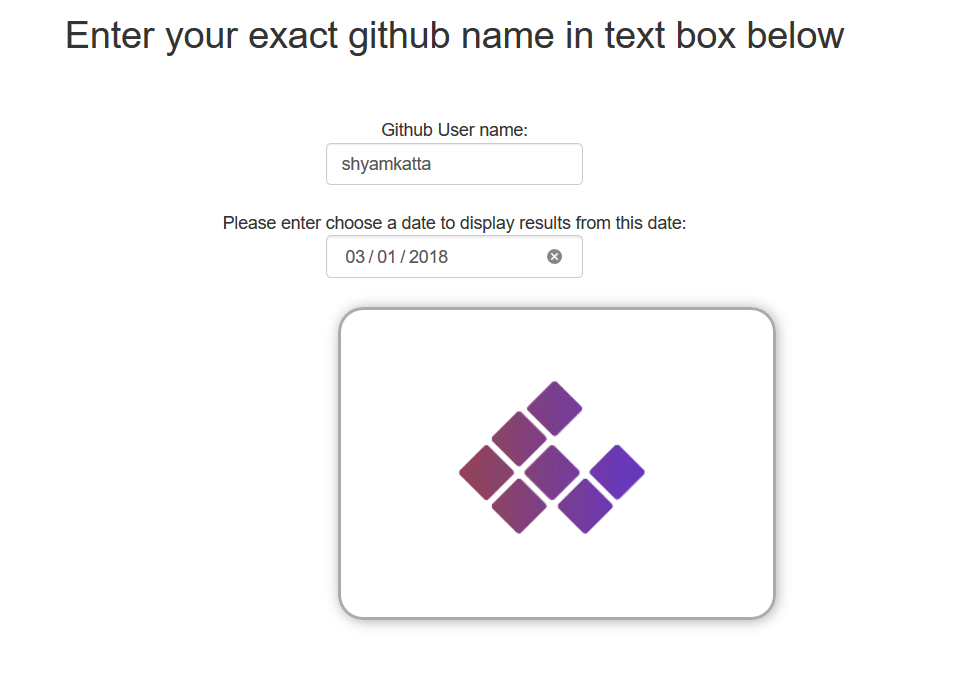 Enter your exact github name in text box below
Github User name:
shyamkatta
Please enter choose a date to display results from this date:
03 / 01 / 2018